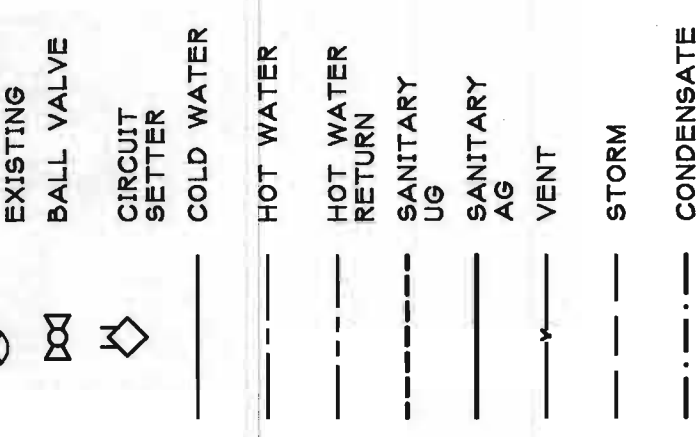 EXISTING
BALL VALVE
CIRCUIT
SETTER
COLD WATER
HOT WATER
HOT WATER
RETURN
SANITARY
UG
SANITARY
AG
VENT
STORM
CONDENSATE